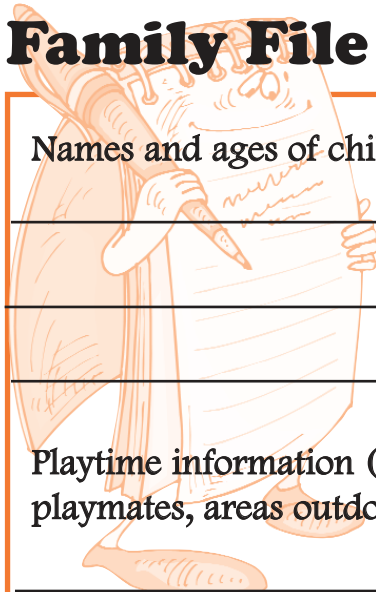 Family File
Names and ages of chi
Playtime information (
playmates, areas outdo